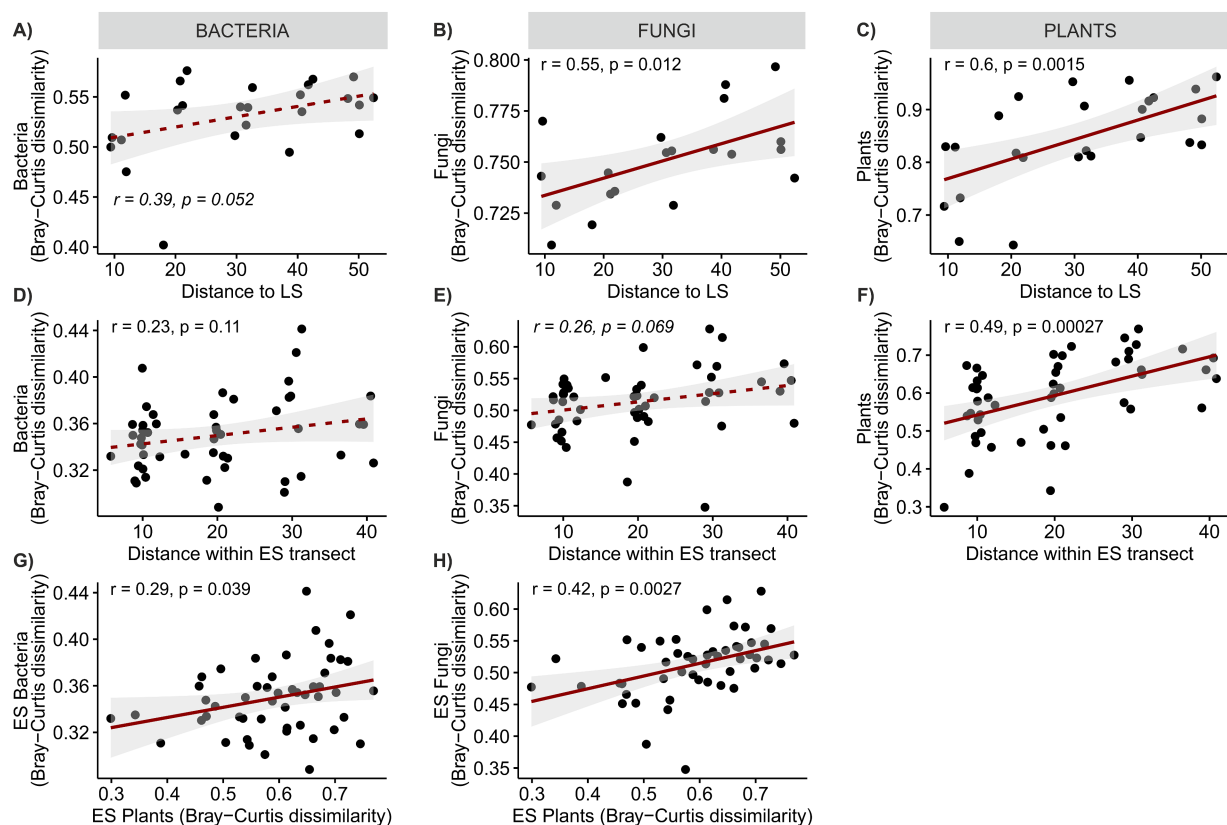 A)
BACTERIA
Bacteria
(Bray−Curtis dissimilarity)
0.55
0.50
0.45
0.40
r = 0.39, p = 0.052
10 20 30 40 50
Distance to LS
B)
FUNGI
Fungi
(Bray−Curtis dissimilarity)
0.800
0.775
0.750
0.725
r = 0.55, p = 0.012
10 20 30 40 50
Distance to LS
C)
PLANTS
Plants
(Bray−Curtis dissimilarity)
0.9
0.8
0.7
r = 0.6, p = 0.0015
10 20 30 40 50
Distance to LS
D)
Bacteria
(Bray−Curtis dissimilarity)
0.44
0.40
0.36
0.32
r = 0.23, p = 0.11
10 20 30 40
Distance within ES transect
E)
Fungi
(Bray−Curtis dissimilarity)
0.60
0.55
0.50
0.45
0.40
0.35
r = 0.26, p = 0.069
10 20 30 40
Distance within ES transect
F)
Plants
(Bray−Curtis dissimilarity)
0.7
0.6
0.5
0.4
0.3
r = 0.49, p = 0.00027
10 20 30 40
Distance within ES transect
G)
ES Bacteria
(Bray−Curtis dissimilarity)
0.44
0.40
0.36
0.32
r = 0.29, p = 0.039
0.3 0.4 0.5 0.6 0.7
ES Plants (Bray−Curtis dissimilarity)
H)
ES Fungi
(Bray−Curtis dissimilarity)
0.60
0.55
0.50
0.45
0.40
0.35
r = 0.42, p = 0.0027
0.3 0.4 0.5 0.6 0.7
ES Plants (Bray−Curtis dissimilarity)